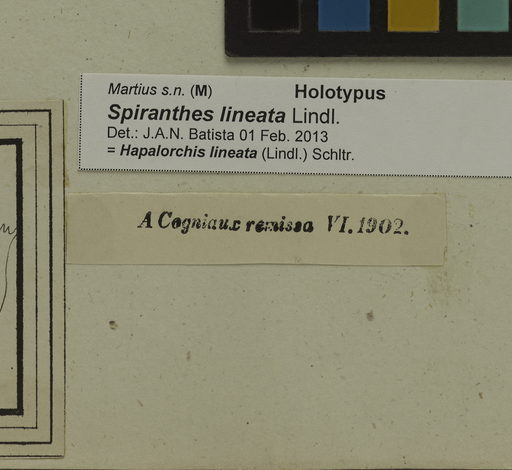 Martius s.n. (M) Holotypus
Spiranthes lineata Lindl.
Det.: J.A.N. Batista 01 Feb. 2013
= Hapalorchis lineata (Lindl.) Schltr.
A Cogniaux remissa VI. 1902.